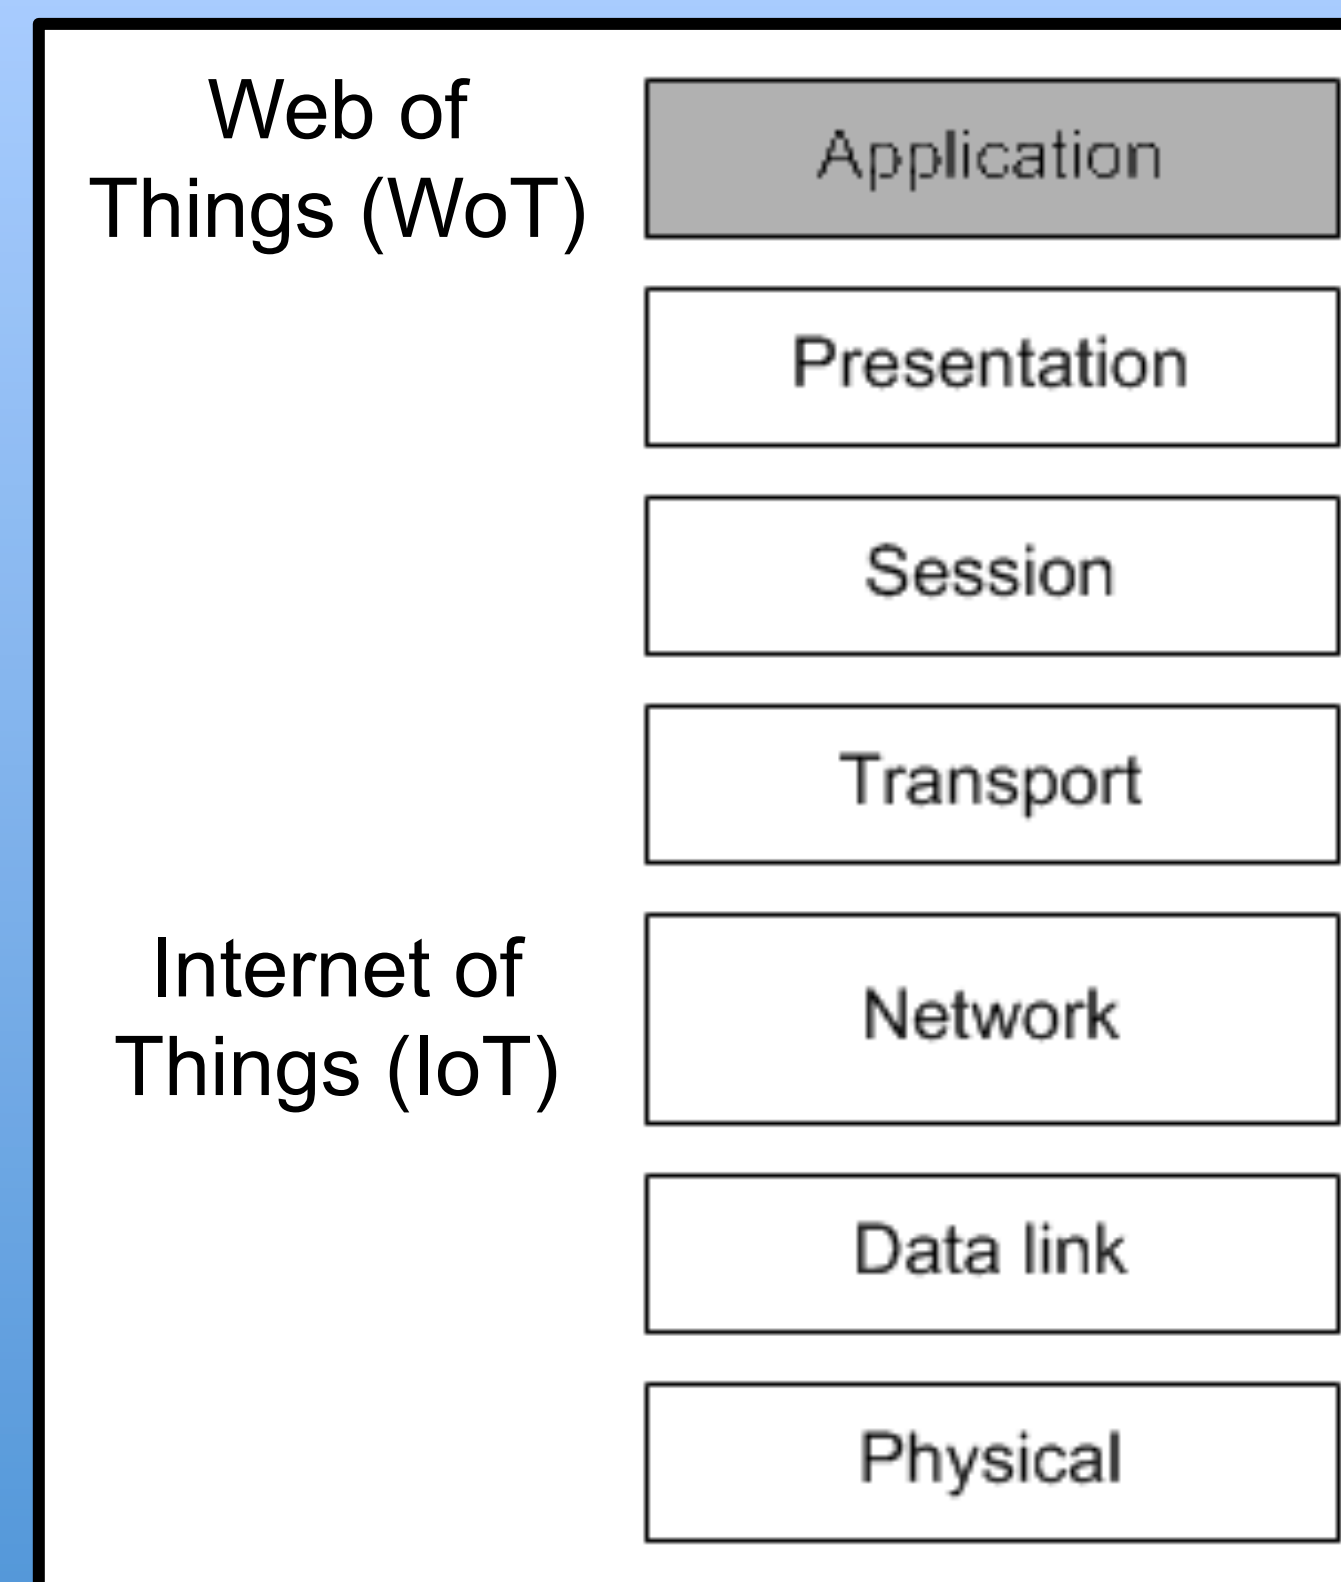 Web of
Things (WoT)
Application
Presentation
Session
Transport
Internet of
Things (IoT)
Network
Data link
Physical